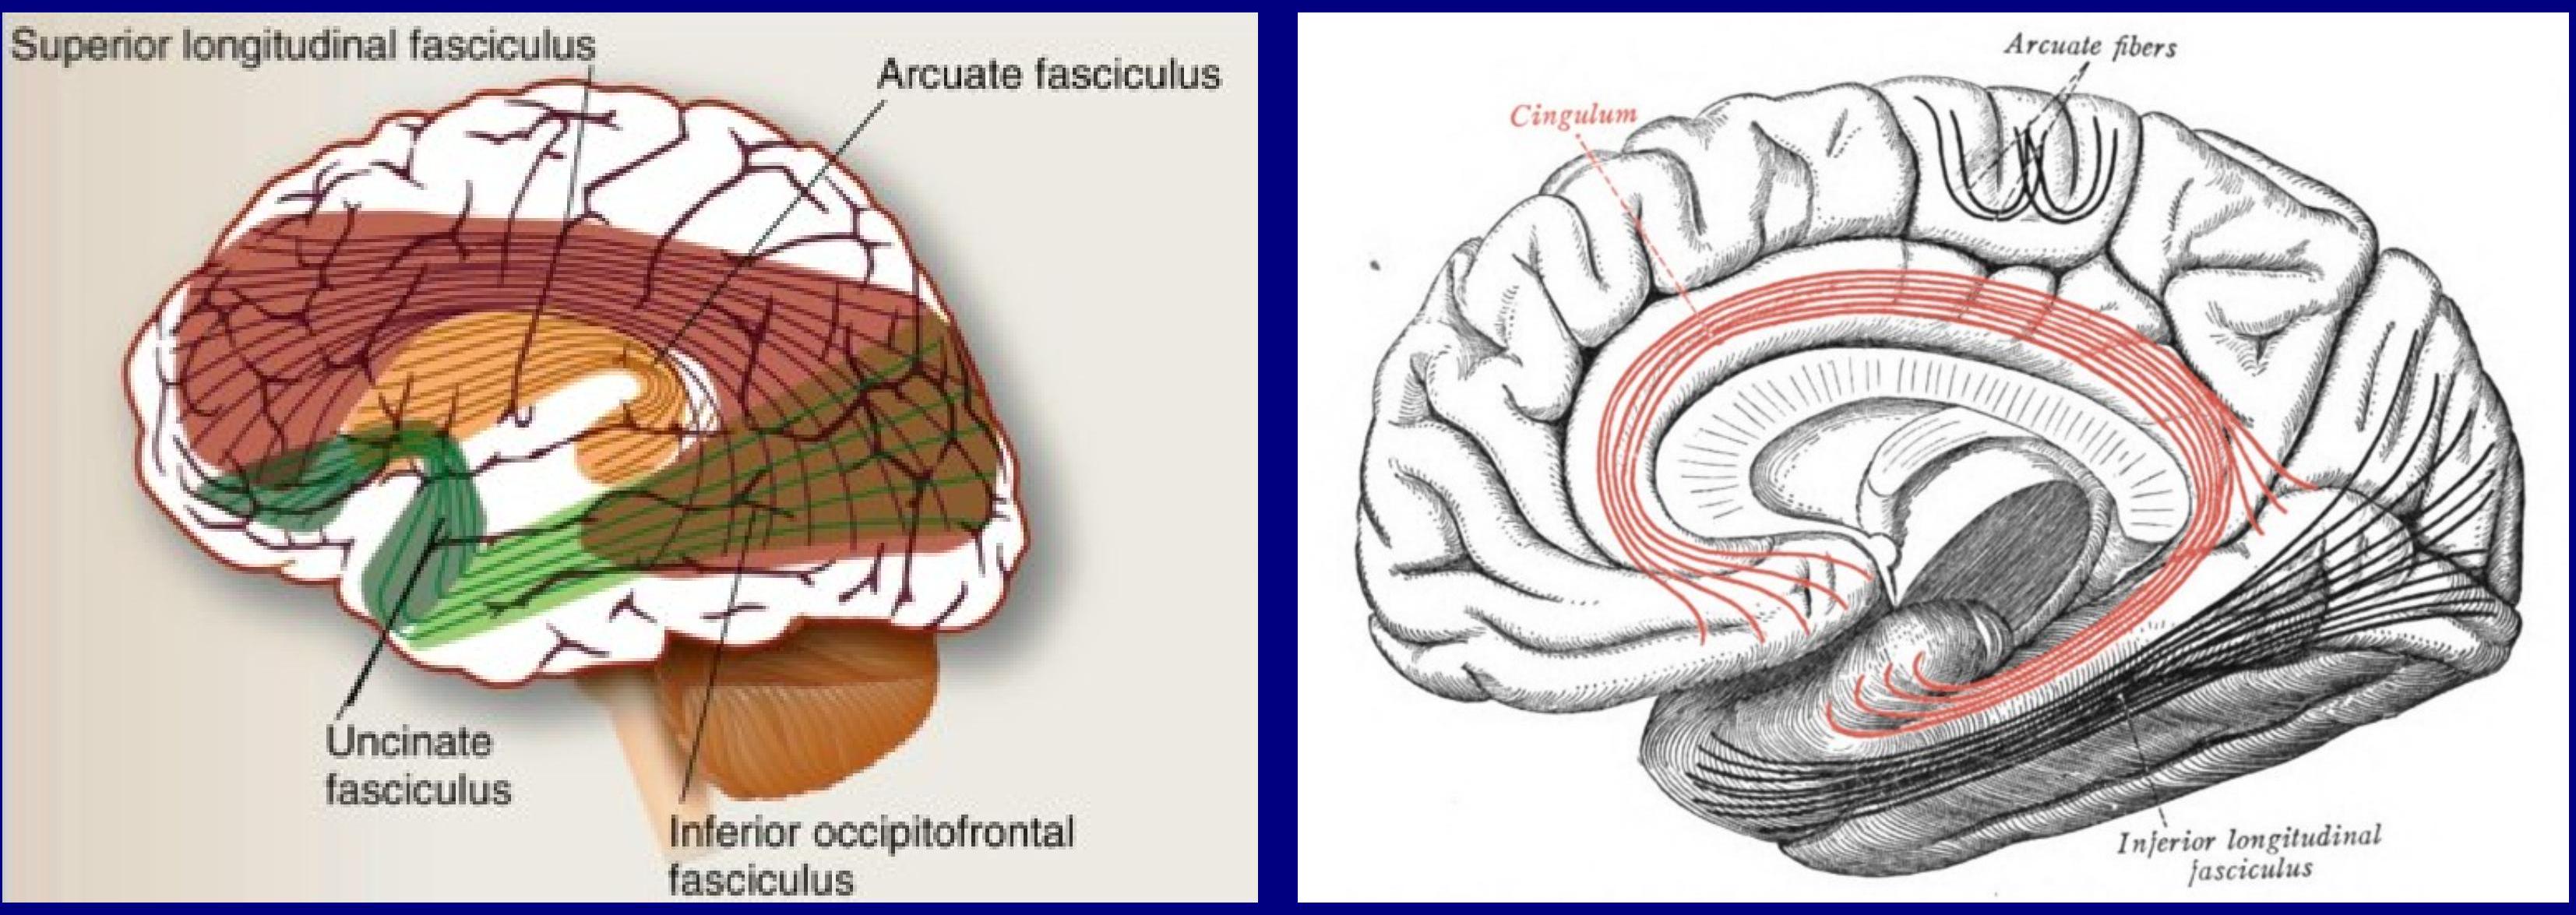 Superior longitudinal fasciculus
Arcuate fasciculus
Uncinate
fasciculus
Inferior occipitofrontal
fasciculus
Arcuate fibers
Cingulum
Inferior longitudinal
fasciculus